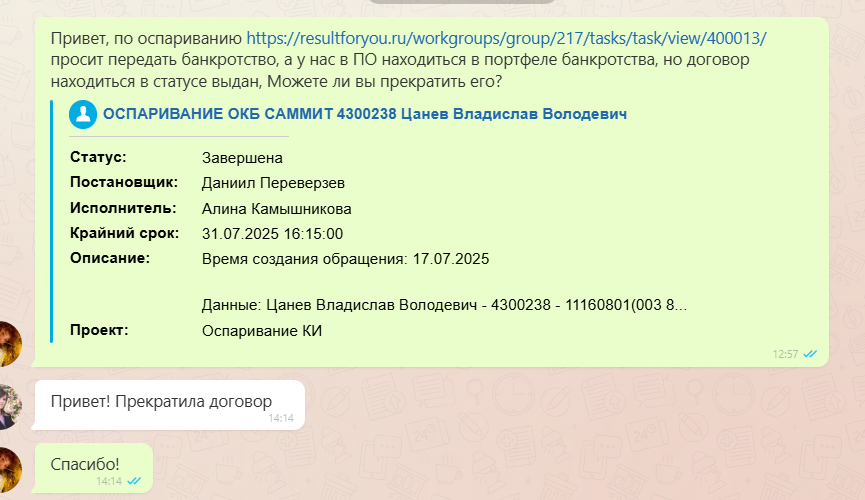 Привет, по оспариванию https://resultforyou.ru/workgroups/group/217/tasks/task/view/400013/
просит передать банкротство, а у нас в ПО находиться в портфеле банкротства, но договор
находиться в статусе выдан, Можете ли вы прекратить его?
ОСПАРИВАНИЕ ОКБ САММИТ 4300238 Цанев Владислав Володевич
Статус: Завершена
Постановщик: Даниил Переверзев
Исполнитель: Алина Камышникова
Крайний срок: 31.07.2025 16:15:00
Описание: Время создания обращения: 17.07.2025
Данные: Цанев Владислав Володевич - 4300238 - 11160801(003 8...
Проект: Оспаривание КИ
12:57
Привет! Прекратила договор
14:14
Спасибо!
14:14